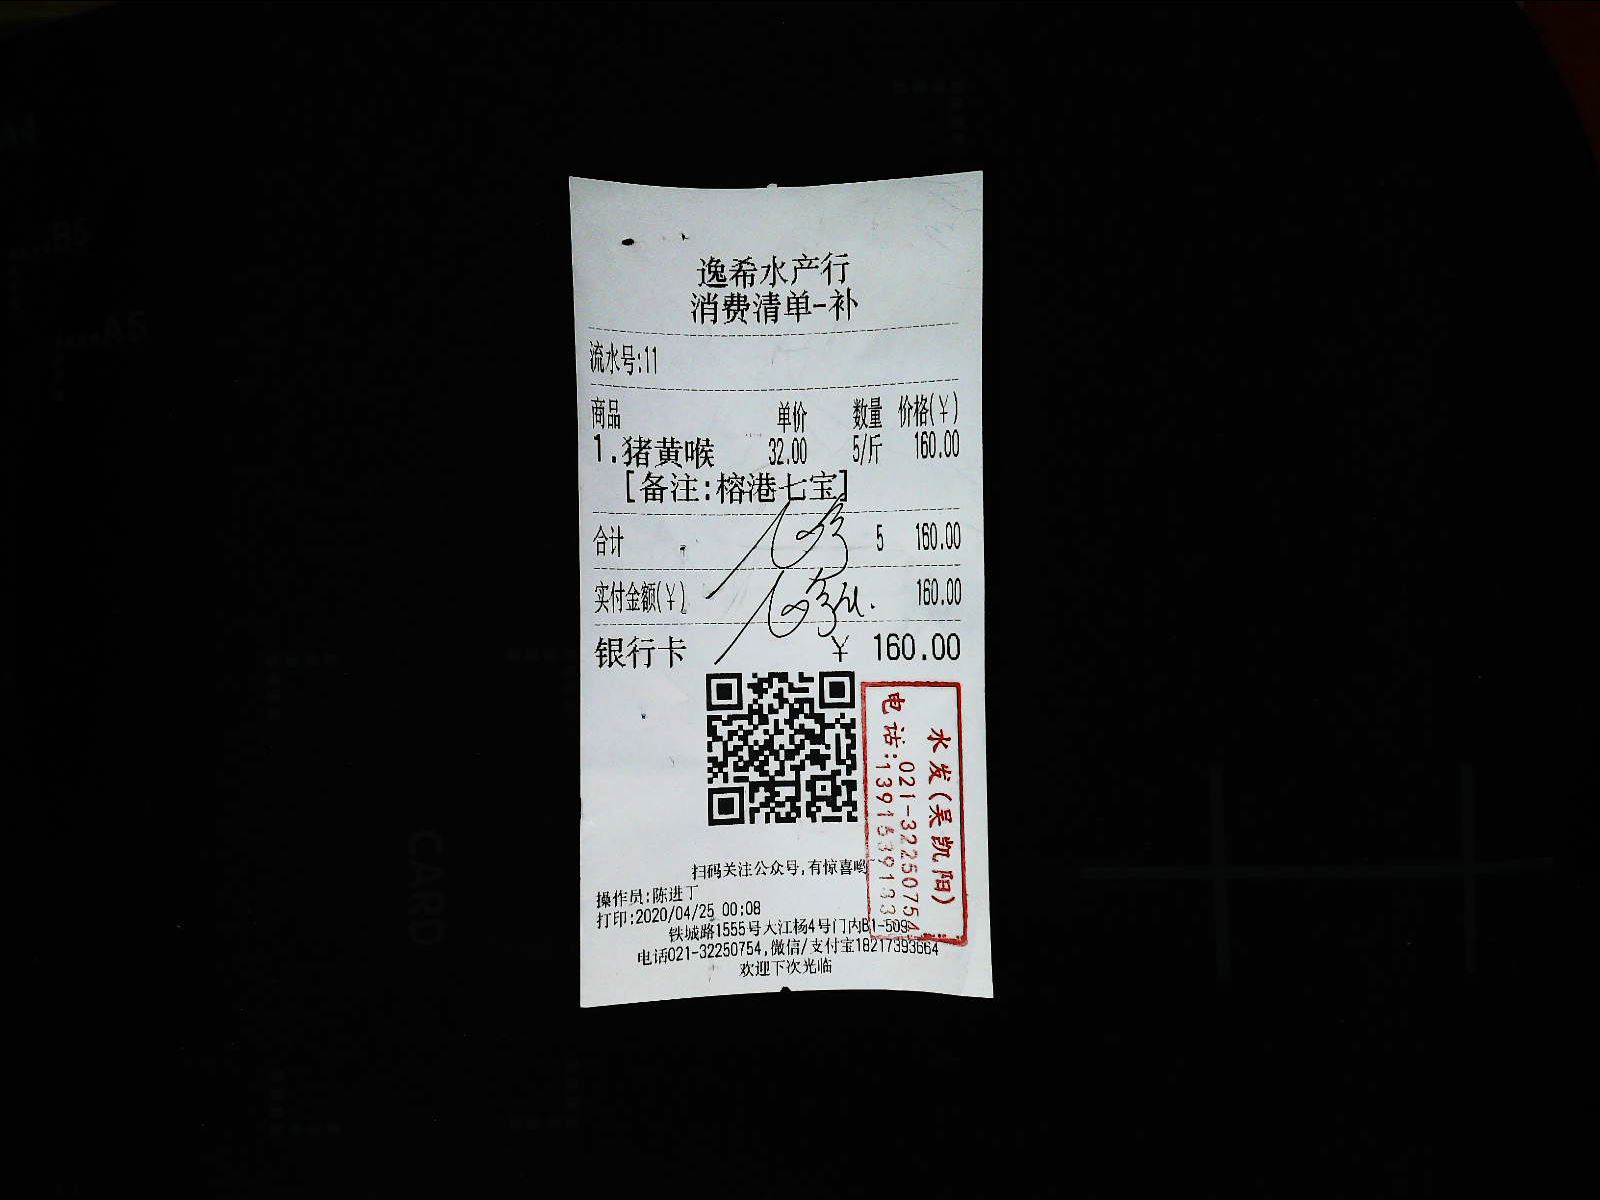 逸希水产行
消费清单-补
流水号:11
商品 单价 数量 价格(￥)
1.猪黄喉 32.00 5/斤 160.00
[备注:榕港七宝]
合计 5 160.00
实付金额(￥) 160.00
银行卡 ￥ 160.00
水发(吴凯阳)
电话:021-32250754
扫码关注公众号,有惊喜哟
操作员:陈进丁
打印:2020/04/25 00:08
铁城路1555号大江杨4号门内B1-509
电话021-32250754,微信/支付宝18217393664
欢迎下次光临
CARD
A5
B5
A4